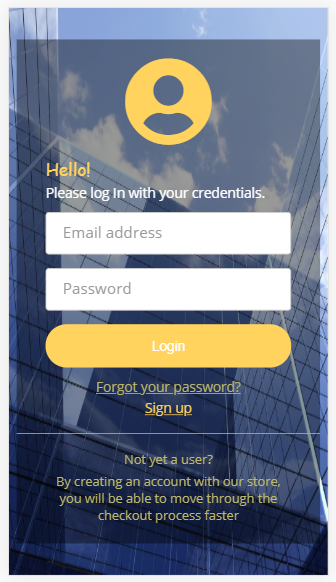 Hello!
Please log In with your credentials.
Email address
Password
Login
Forgot your password?
Sign up
Not yet a user?
By creating an account with our store,
you will be able to move through the
checkout process faster